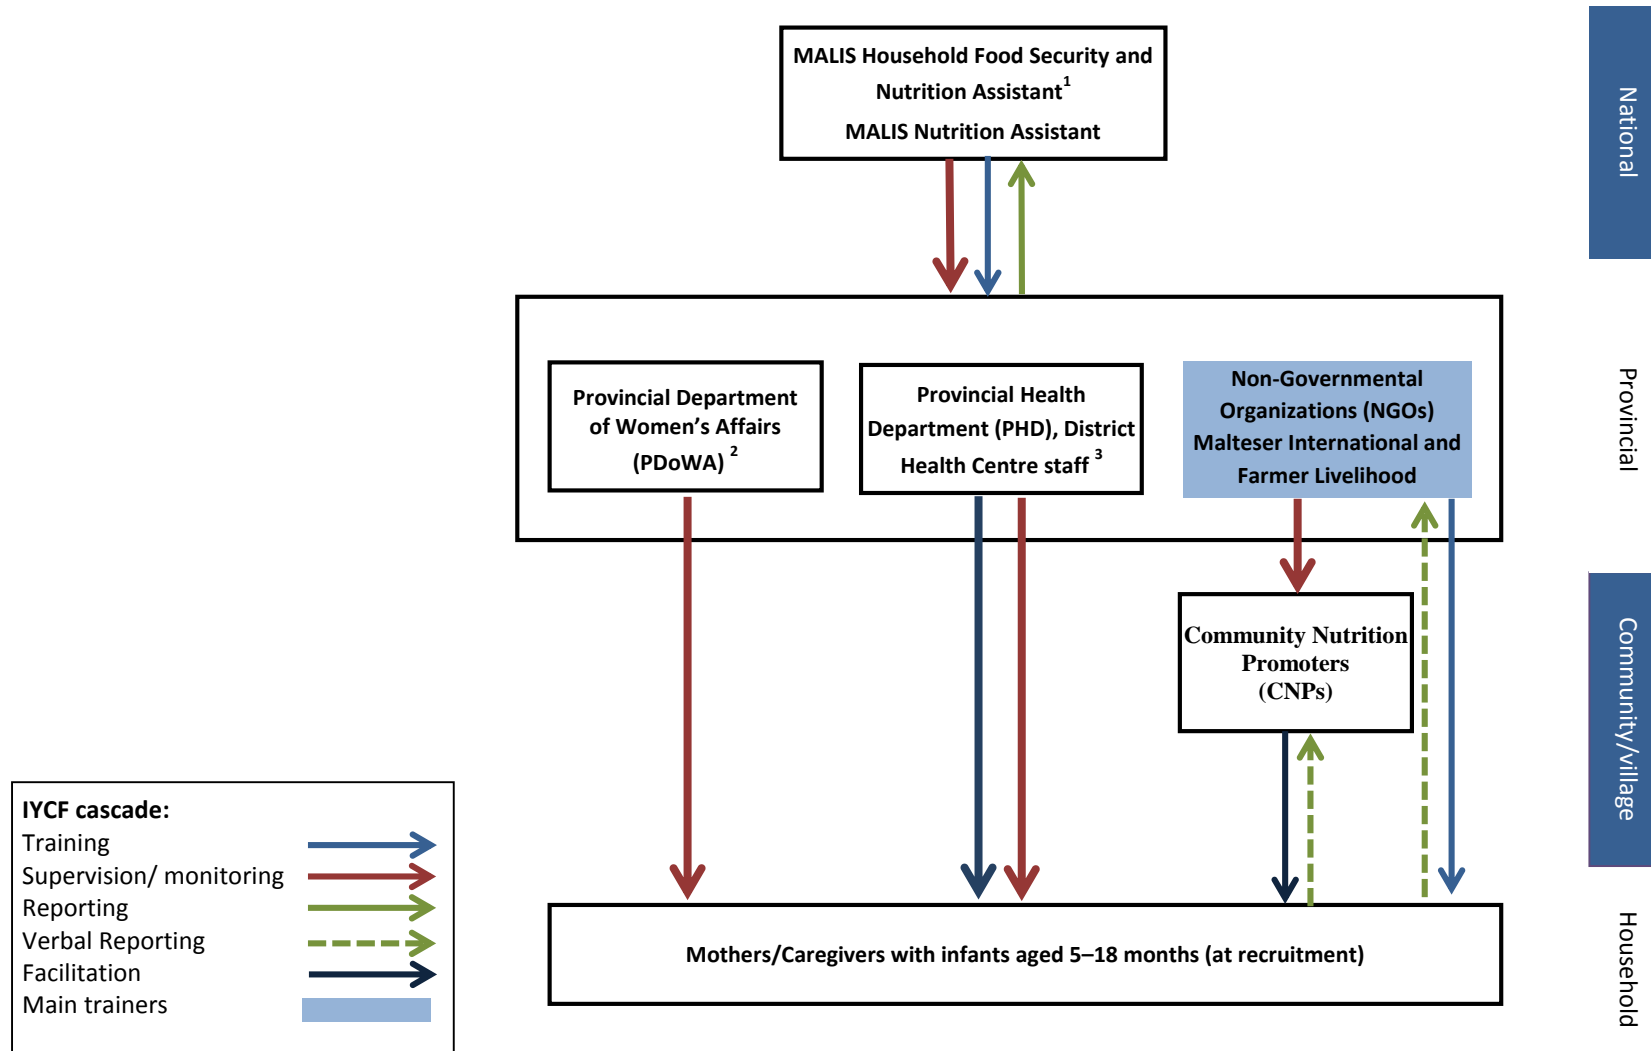 MALIS Household Food Security and
Nutrition Assistant1
MALIS Nutrition Assistant
National
Provincial Department
of Women's Affairs
(PDoWA) 2
Provincial Health
Department (PHD), District
Health Centre staff 3
Non-Governmental
Organizations (NGOs)
Malteser International and
Farmer Livelihood
Provincial
Community Nutrition
Promoters
(CNPs)
Community/village
Mothers/Caregivers with infants aged 5–18 months (at recruitment)
Household
IYCF cascade:
Training
Supervision/ monitoring
Reporting
Verbal Reporting
Facilitation
Main trainers